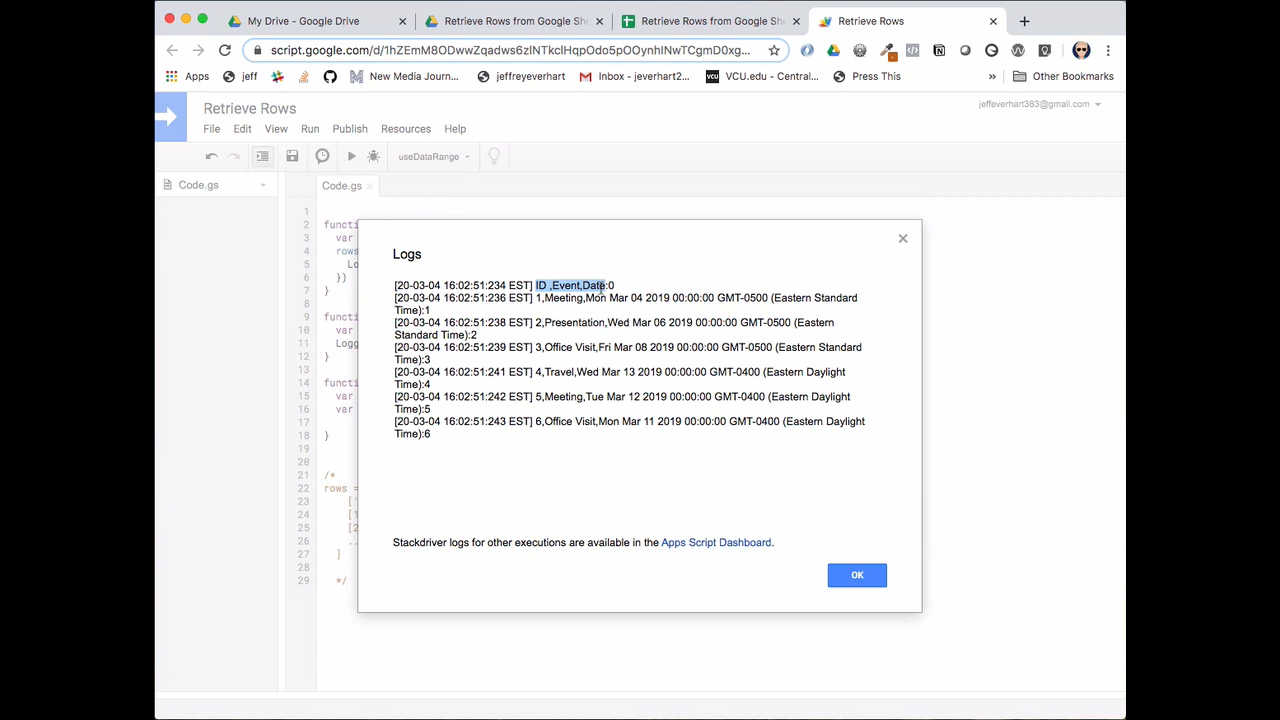 My Drive - Google Drive
Retrieve Rows from Google She
Retrieve Rows from Google She
Retrieve Rows
script.google.com/d/1hZEmM8ODwwZqadws6zlNTkclHqpOdo5pOOynhlNwTCgmD0xg...
Apps
jeff
New Media Journ...
jeffreyeverhart
Inbox - jeverhart2...
VCU.edu - Central...
Press This
»
Other Bookmarks
Retrieve Rows
jeffeverhart383@gmail.com
File Edit View Run Publish Resources Help
useDataRange
Code.gs
Code.gs
1
2 functi
3 var
4 rows
5 Lo
6 })
7 }
8
9 functi
10 var
11 Logg
12 }
13
14 functi
15 var
16 var
17
18 }
19
20
21 /*
22 rows =
23 ['
24 [1
25 [2
26 ..
27 ]
28
29 */
Logs
[20-03-04 16:02:51:234 EST] ID ,Event,Date:0
[20-03-04 16:02:51:236 EST] 1,Meeting,Mon Mar 04 2019 00:00:00 GMT-0500 (Eastern Standard
Time):1
[20-03-04 16:02:51:238 EST] 2,Presentation,Wed Mar 06 2019 00:00:00 GMT-0500 (Eastern
Standard Time):2
[20-03-04 16:02:51:239 EST] 3,Office Visit,Fri Mar 08 2019 00:00:00 GMT-0500 (Eastern Standard
Time):3
[20-03-04 16:02:51:241 EST] 4,Travel,Wed Mar 13 2019 00:00:00 GMT-0400 (Eastern Daylight
Time):4
[20-03-04 16:02:51:242 EST] 5,Meeting,Tue Mar 12 2019 00:00:00 GMT-0400 (Eastern Daylight
Time):5
[20-03-04 16:02:51:243 EST] 6,Office Visit,Mon Mar 11 2019 00:00:00 GMT-0400 (Eastern Daylight
Time):6
Stackdriver logs for other executions are available in the Apps Script Dashboard.
OK